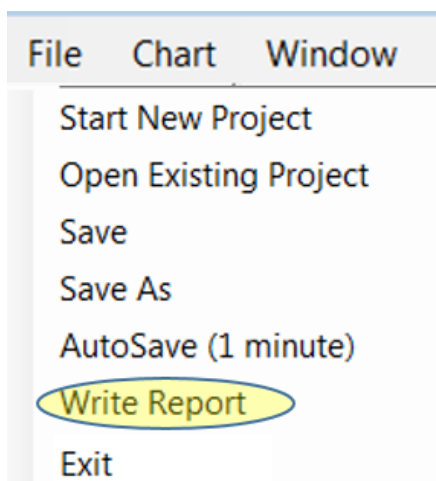 File Chart Window
Start New Project
Open Existing Project
Save
Save As
AutoSave (1 minute)
Write Report
Exit